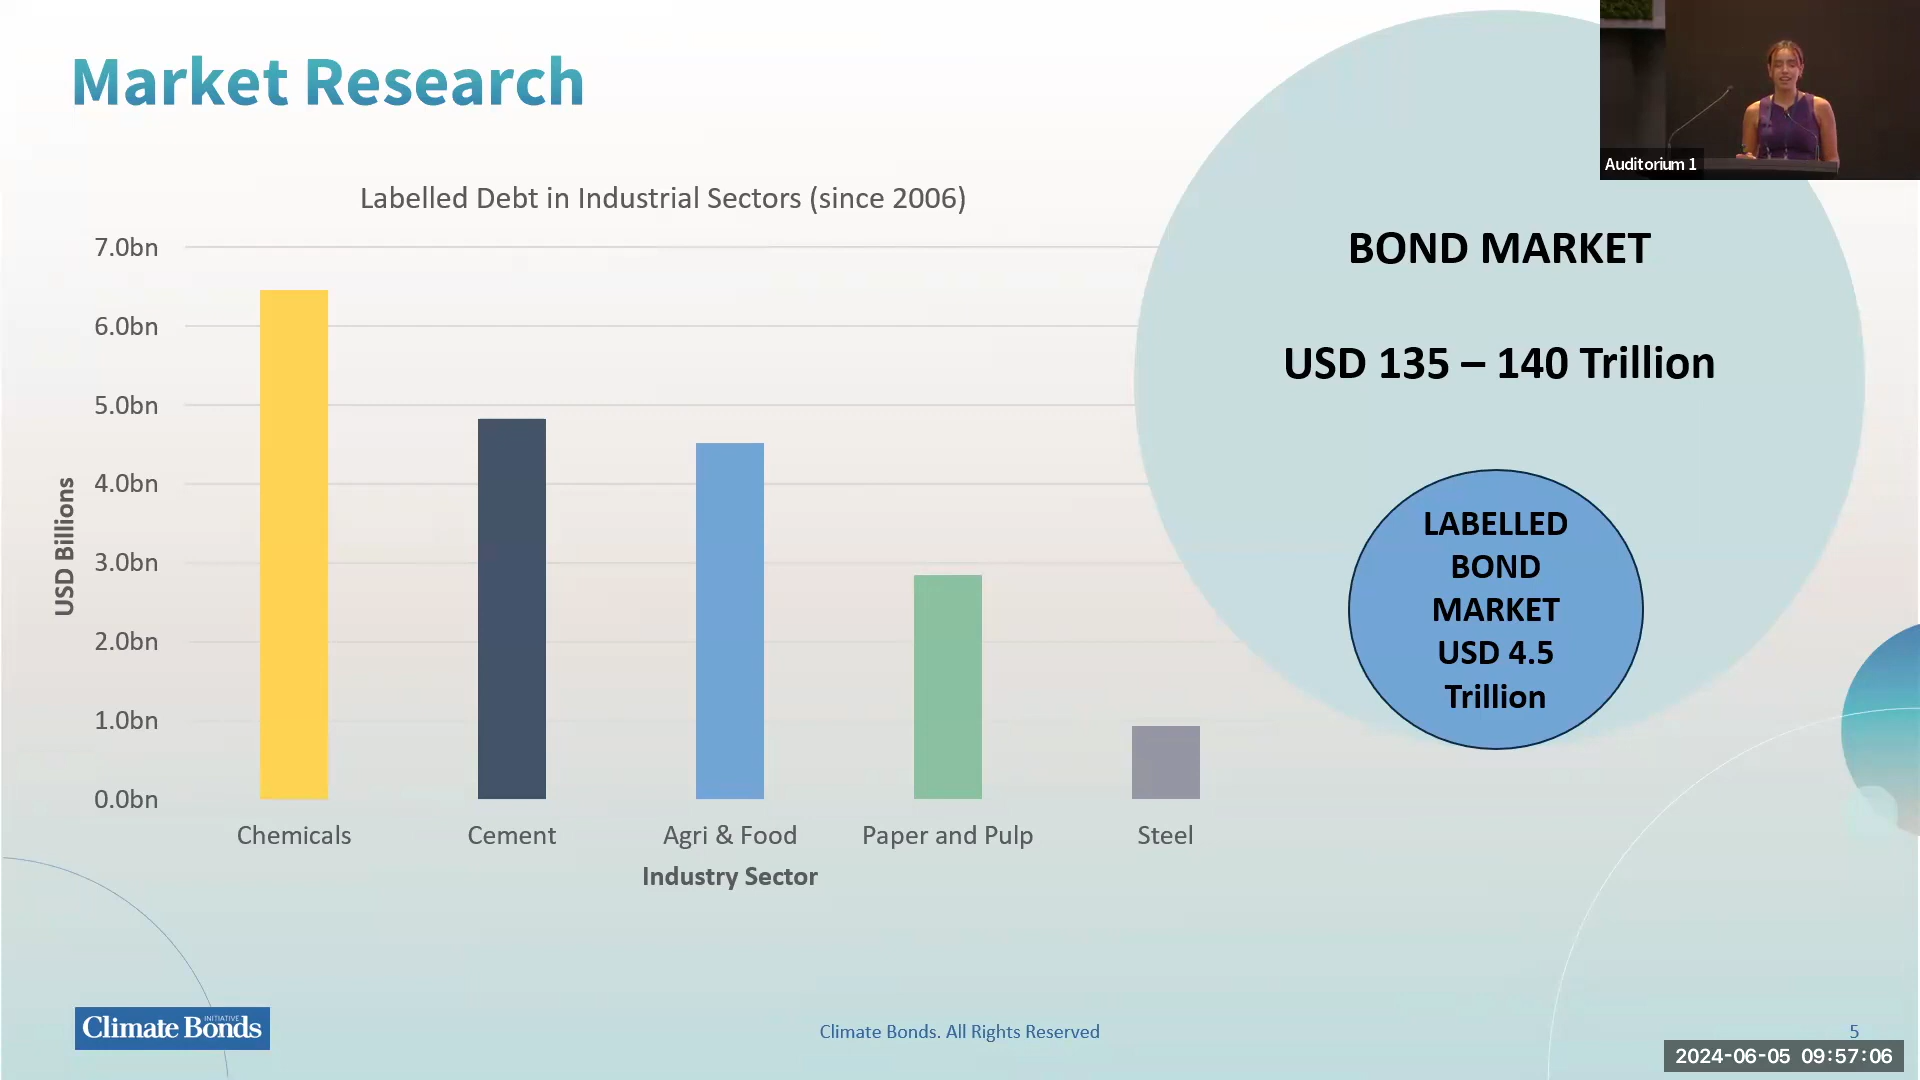 Market Research
Auditorium 1
Labelled Debt in Industrial Sectors (since 2006)
7.0bn
6.0bn
5.0bn
4.0bn
3.0bn
2.0bn
1.0bn
0.0bn
USD Billions
Chemicals
Cement
Agri & Food
Paper and Pulp
Steel
Industry Sector
BOND MARKET
USD 135 – 140 Trillion
LABELLED
BOND
MARKET
USD 4.5
Trillion
Climate Bonds
INITIATIVE
Climate Bonds. All Rights Reserved
5
2024-06-05 09:57:06